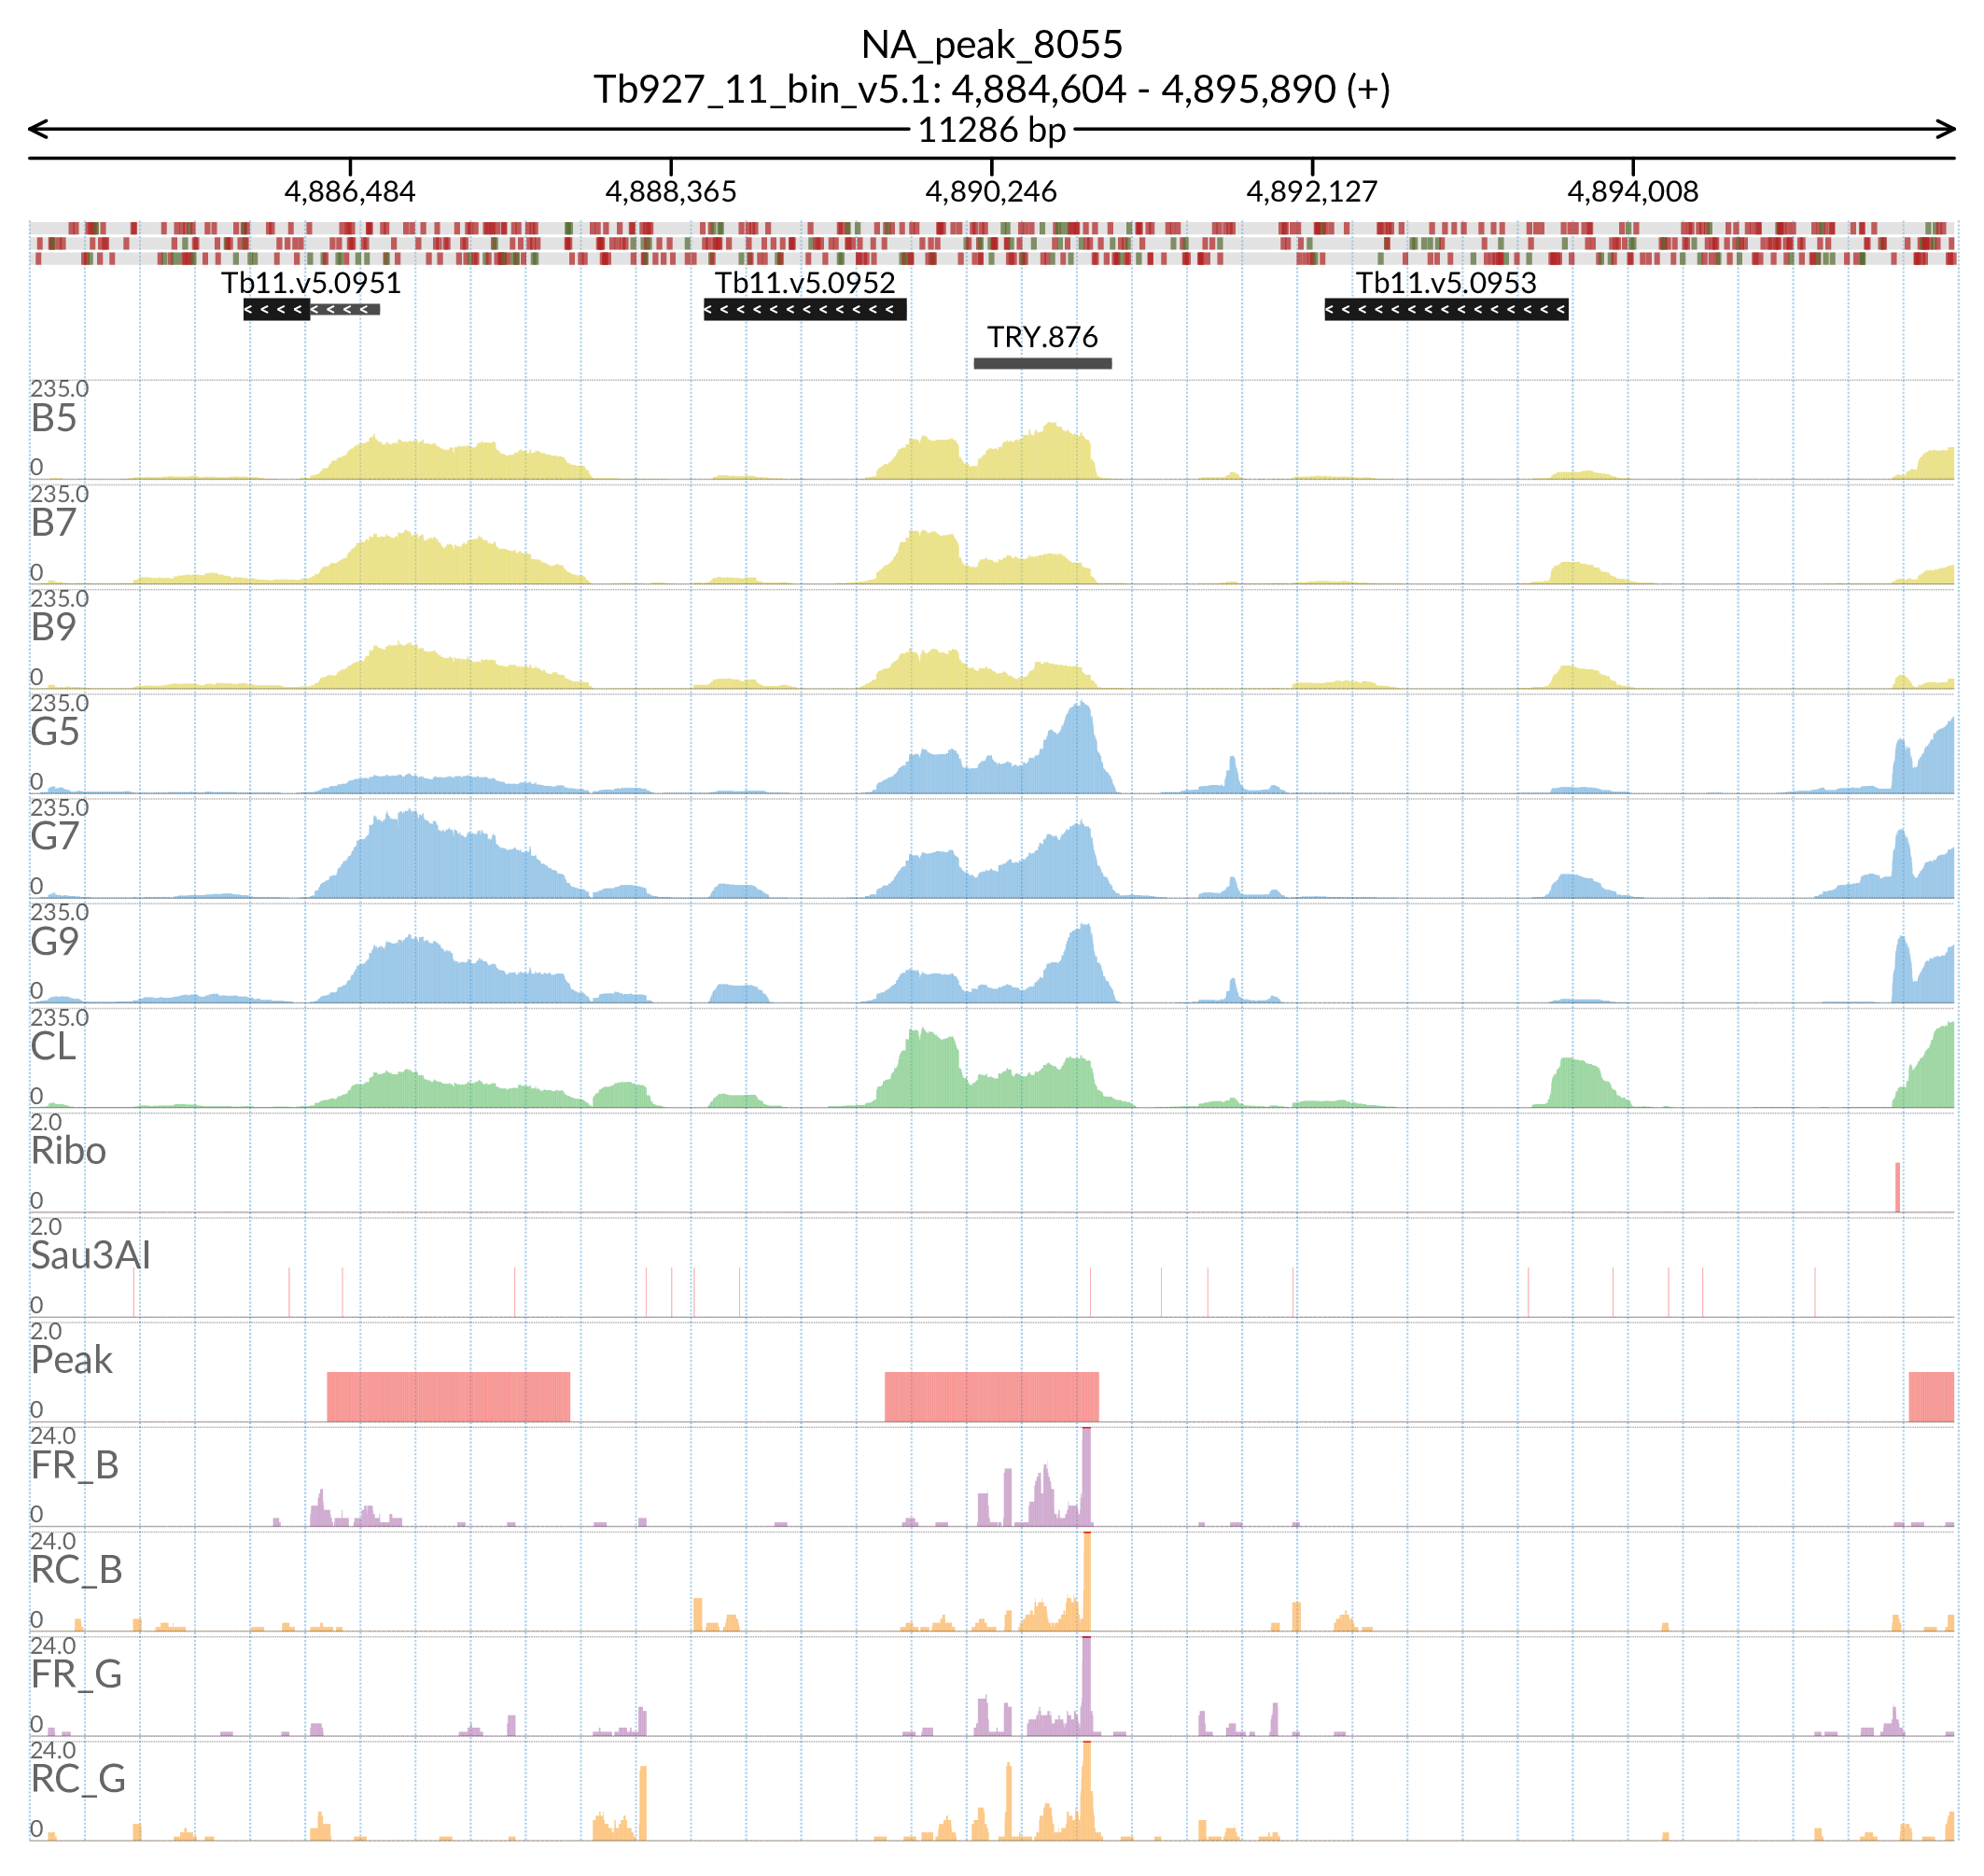 NA_peak_8055
Tb927_11_bin_v5.1: 4,884,604 - 4,895,890 (+)
11286 bp
4,886,484 4,888,365 4,890,246 4,892,127 4,894,008
Tb11.v5.0951 Tb11.v5.0952 Tb11.v5.0953
TRY.876
235.0
B5
0
235.0
B7
0
235.0
B9
0
235.0
G5
0
235.0
G7
0
235.0
G9
0
235.0
CL
0
2.0
Ribo
0
2.0
Sau3AI
0
2.0
Peak
0
24.0
FR_B
0
24.0
RC_B
0
24.0
FR_G
0
24.0
RC_G
0